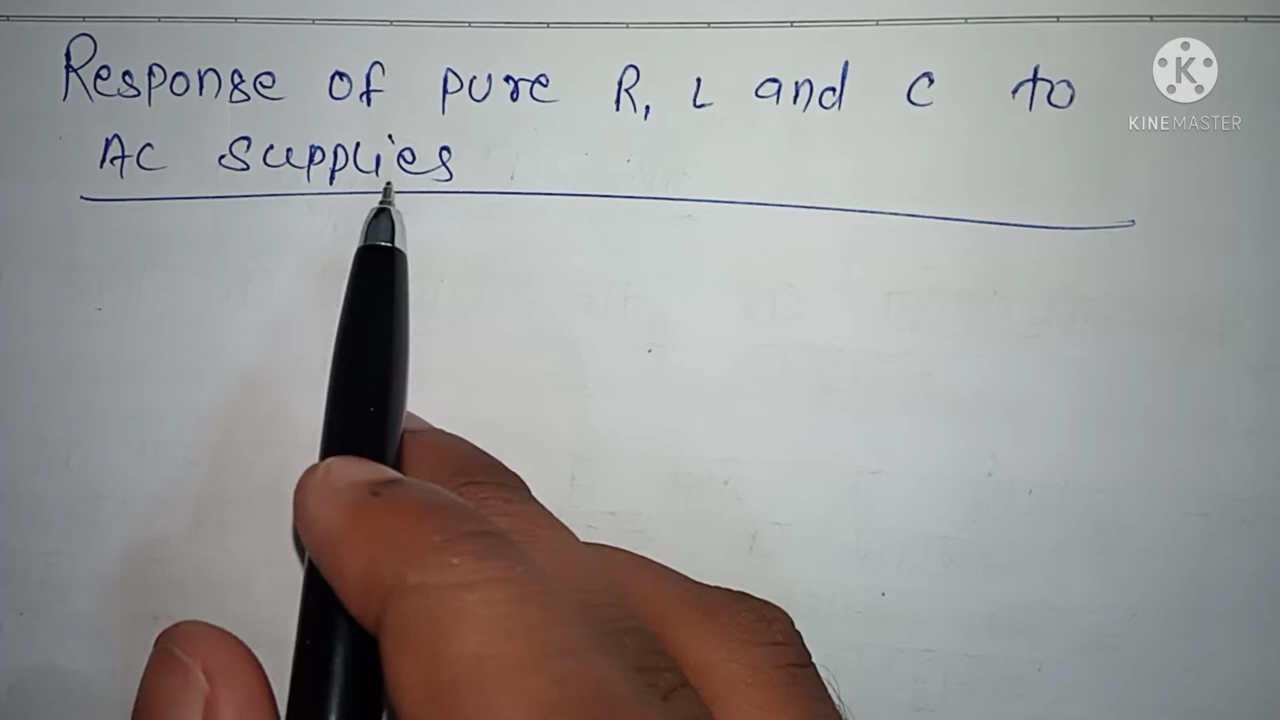 Response of pure R, L and C to
AC Supplies
K
KINEMASTER